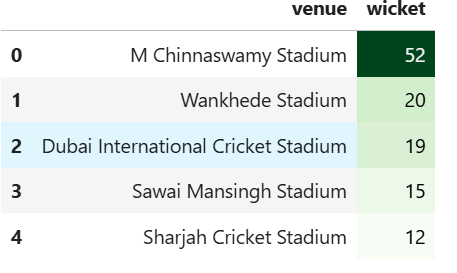 venue wicket
0 M Chinnaswamy Stadium 52
1 Wankhede Stadium 20
2 Dubai International Cricket Stadium 19
3 Sawai Mansingh Stadium 15
4 Sharjah Cricket Stadium 12